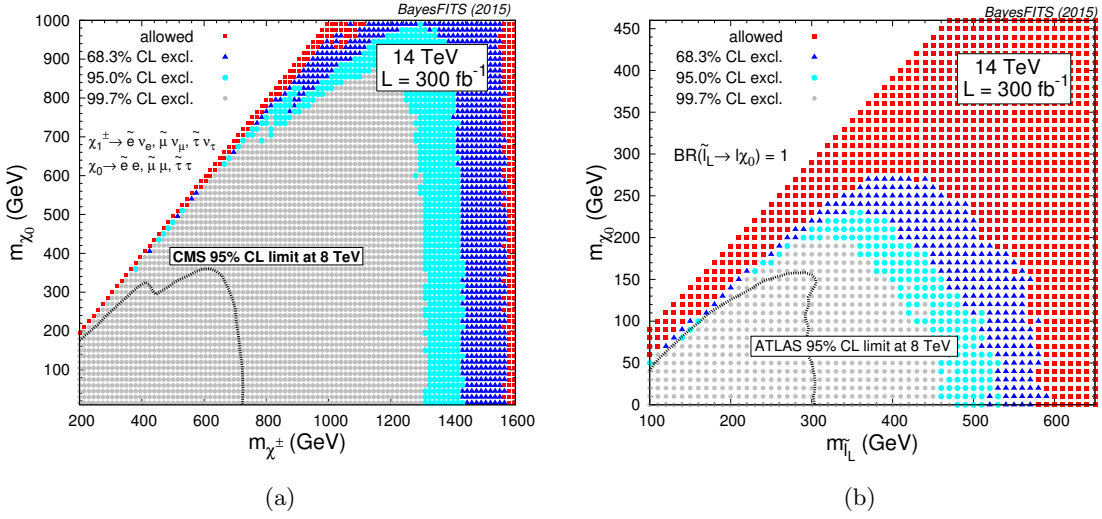 BayesFITS (2015)
allowed
68.3% CL excl.
95.0% CL excl.
99.7% CL excl.
14 TeV
L = 300 fb⁻¹
χ₁^± → ẽ νₑ, μ̃ ν_μ, τ̃ ν_τ
χ₀ → ẽ e, μ̃ μ, τ̃ τ
CMS 95% CL limit at 8 TeV
m_χ₀ (GeV)
1000
900
800
700
600
500
400
300
200
100
200 400 600 800 1000 1200 1400 1600
m_χ^± (GeV)
(a)
BayesFITS (2015)
allowed
68.3% CL excl.
95.0% CL excl.
99.7% CL excl.
14 TeV
L = 300 fb⁻¹
BR(l̃_L → lχ₀) = 1
ATLAS 95% CL limit at 8 TeV
m_χ₀ (GeV)
450
400
350
300
250
200
150
100
50
0
100 200 300 400 500 600
m_l̃_L (GeV)
(b)